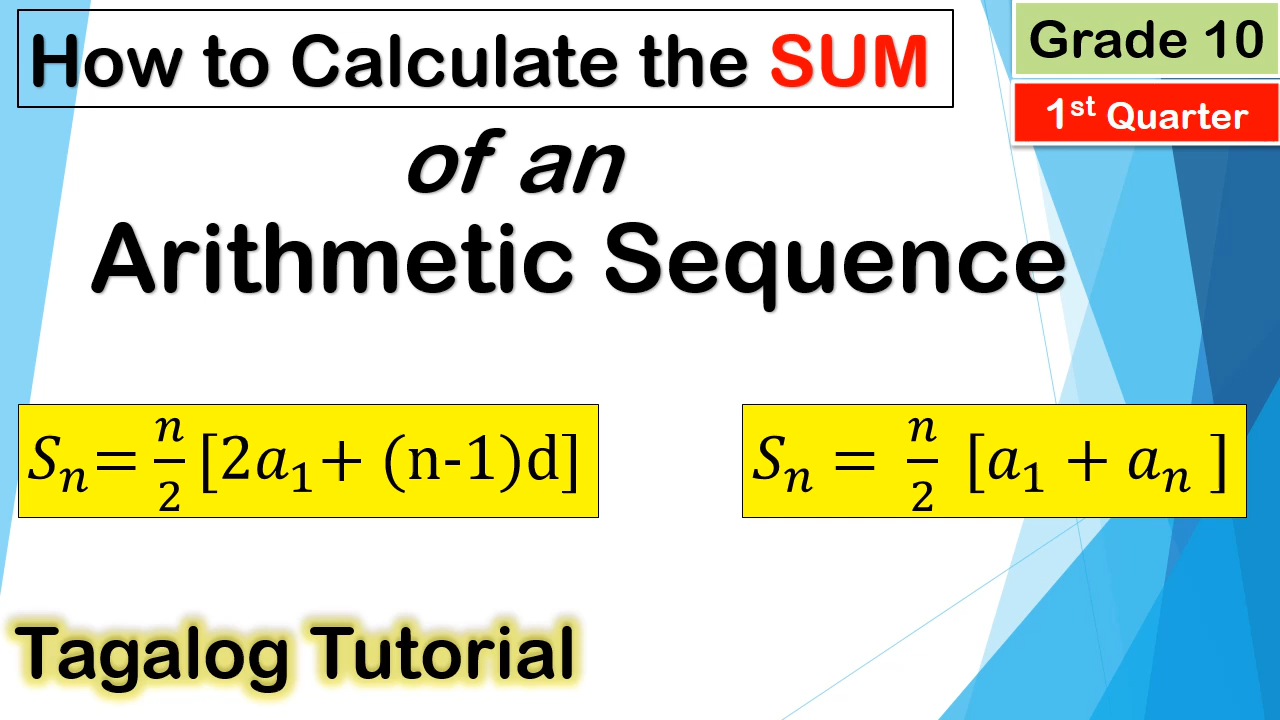 How to Calculate the SUM
of an
Arithmetic Sequence
Grade 10
1st Quarter
Sₙ= n/2 [2a₁+ (n-1)d]
Sₙ = n/2 [a₁ + aₙ ]
Tagalog Tutorial